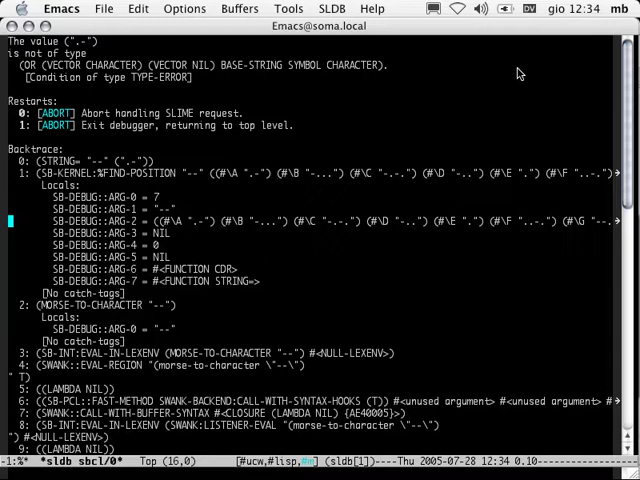 Emacs File Edit Options Buffers Tools SLDB Help DV gio 12:34 mb
Emacs@soma.local
The value (".-")
is not of type
(OR (VECTOR CHARACTER) (VECTOR NIL) BASE-STRING SYMBOL CHARACTER).
[Condition of type TYPE-ERROR]
Restarts:
0: [ABORT] Abort handling SLIME request.
1: [ABORT] Exit debugger, returning to top level.
Backtrace:
0: (STRING= "--" (".-"))
1: (SB-KERNEL:%FIND-POSITION "--" ((#\A ".-") (#\B "-...") (#\C "-.-.") (#\D "-..") (#\E ".") (#\F "..-.")
Locals:
SB-DEBUG::ARG-0 = 7
SB-DEBUG::ARG-1 = "--"
SB-DEBUG::ARG-2 = ((#\A ".-") (#\B "-...") (#\C "-.-.") (#\D "-..") (#\E ".") (#\F "..-.") (#\G "--.
SB-DEBUG::ARG-3 = NIL
SB-DEBUG::ARG-4 = 0
SB-DEBUG::ARG-5 = NIL
SB-DEBUG::ARG-6 = #<FUNCTION CDR>
SB-DEBUG::ARG-7 = #<FUNCTION STRING=>
[No catch-tags]
2: (MORSE-TO-CHARACTER "--")
Locals:
SB-DEBUG::ARG-0 = "--"
[No catch-tags]
3: (SB-INT:EVAL-IN-LEXENV (MORSE-TO-CHARACTER "--") #<NULL-LEXENV>)
4: (SWANK::EVAL-REGION "(morse-to-character \"--\")
" T)
5: ((LAMBDA NIL))
6: ((SB-PCL::FAST-METHOD SWANK-BACKEND:CALL-WITH-SYNTAX-HOOKS (T)) #<unused argument> #<unused argument> #
7: (SWANK::CALL-WITH-BUFFER-SYNTAX #<CLOSURE (LAMBDA NIL) {AE40005}>)
8: (SB-INT:EVAL-IN-LEXENV (SWANK:LISTENER-EVAL "(morse-to-character \"--\")
") #<NULL-LEXENV>)
9: ((LAMBDA NIL))
-1:%* *sldb sbcl/0* Top (16,0) [#ucw,#lisp,#m] (sldb[1])----Thu 2005-07-28 12:34 0.10